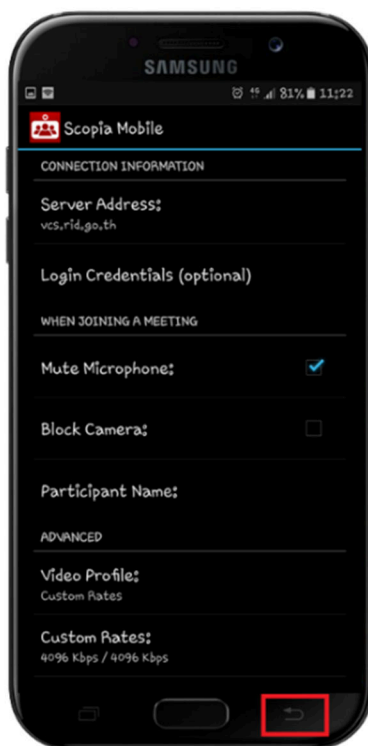 SAMSUNG
4G 81% 11:22
Scopia Mobile
CONNECTION INFORMATION
Server Address:
vcs.rid.go.th
Login Credentials (optional)
WHEN JOINING A MEETING
Mute Microphone:
Block Camera:
Participant Name:
ADVANCED
Video Profile:
Custom Rates
Custom Rates:
4096 Kbps / 4096 Kbps